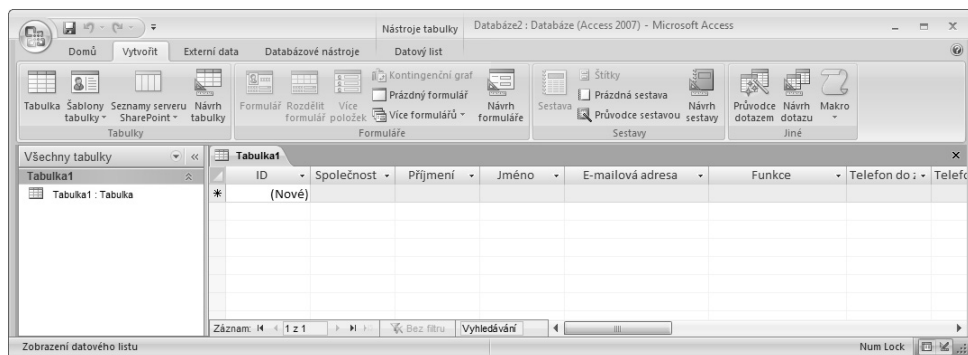 Nástroje tabulky
Databáze2 : Databáze (Access 2007) - Microsoft Access
Domů Vytvořit Externí data Databázové nástroje Datový list
Tabulka Šablony tabulky Seznamy serveru SharePoint Návrh tabulky
Formulář Rozdělit formulář Více položek Kontingenční graf
Prázdný formulář
Více formulářů
Návrh formuláře
Sestava Štítky
Prázdná sestava
Průvodce sestavou
Návrh sestavy
Průvodce dotazem Návrh dotazu Makro
Tabulky Formuláře Sestavy Jiné
Všechny tabulky
Tabulka1
Tabulka1 : Tabulka
Tabulka1
ID Společnost Příjmení Jméno E-mailová adresa Funkce Telefon do Telefo
(Nové)
Záznam: 1 z 1 Bez filtru Vyhledávání
Zobrazení datového listu Num Lock